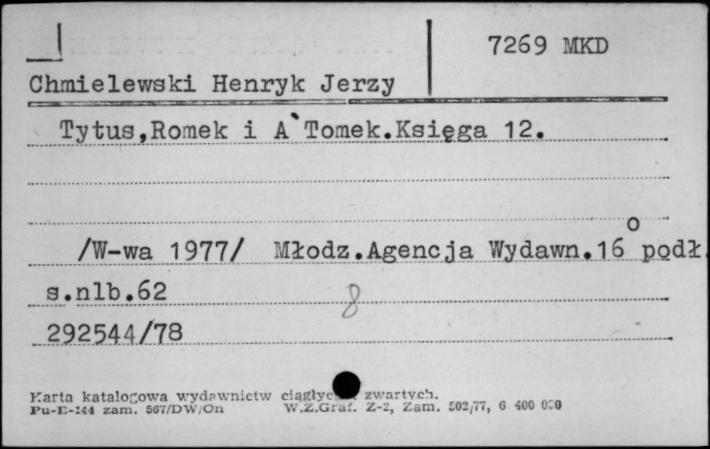 7269 MKD
Chmielewski Henryk Jerzy
Tytus,Romek i A`Tomek.Księga 12.
/W-wa 1977/ Młodz.Agencja Wydawn.16° podł.
s.nlb.62
8
292544/78
Karta katalogowa wydawnictw zwartych.
Pu-K-144 zam. 567/DW/On W.Z.Graf. Z-2, Zam. 502/77, 6 400 000